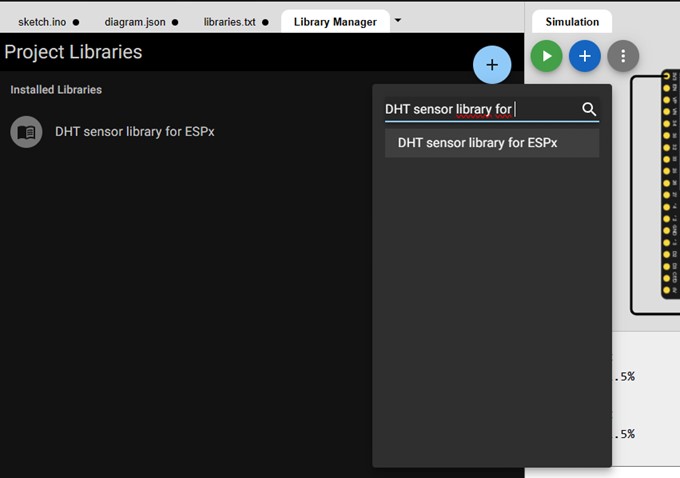 sketch.ino ●
diagram.json ●
libraries.txt ●
Library Manager
Simulation
Project Libraries
Installed Libraries
DHT sensor library for ESPx
DHT sensor library for
DHT sensor library for ESPx
.5%
.5%